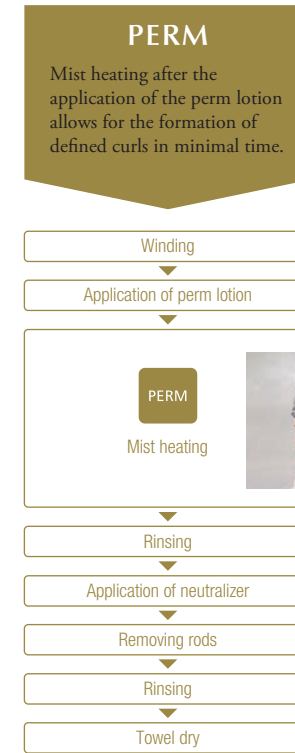 PERM
Mist heating after the
application of the perm lotion
allows for the formation of
defined curls in minimal time.
Winding
Application of perm lotion
PERM
Mist heating
Rinsing
Application of neutralizer
Removing rods
Rinsing
Towel dry